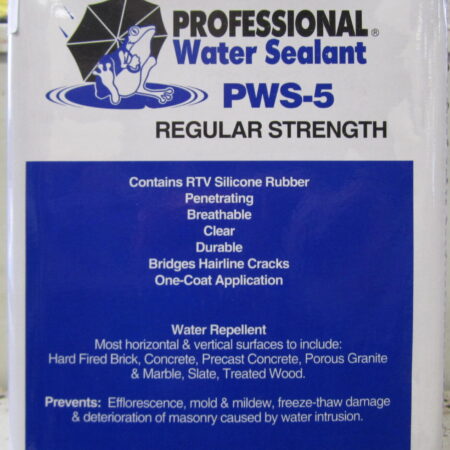 PROFESSIONAL®
Water Sealant
PWS-5
REGULAR STRENGTH
Contains RTV Silicone Rubber
Penetrating
Breathable
Clear
Durable
Bridges Hairline Cracks
One-Coat Application
Water Repellent
Most horizontal & vertical surfaces to include:
Hard Fired Brick, Concrete, Precast Concrete, Porous Granite
& Marble, Slate, Treated Wood.
Prevents: Efflorescence, mold & mildew, freeze-thaw damage
& deterioration of masonry caused by water intrusion.